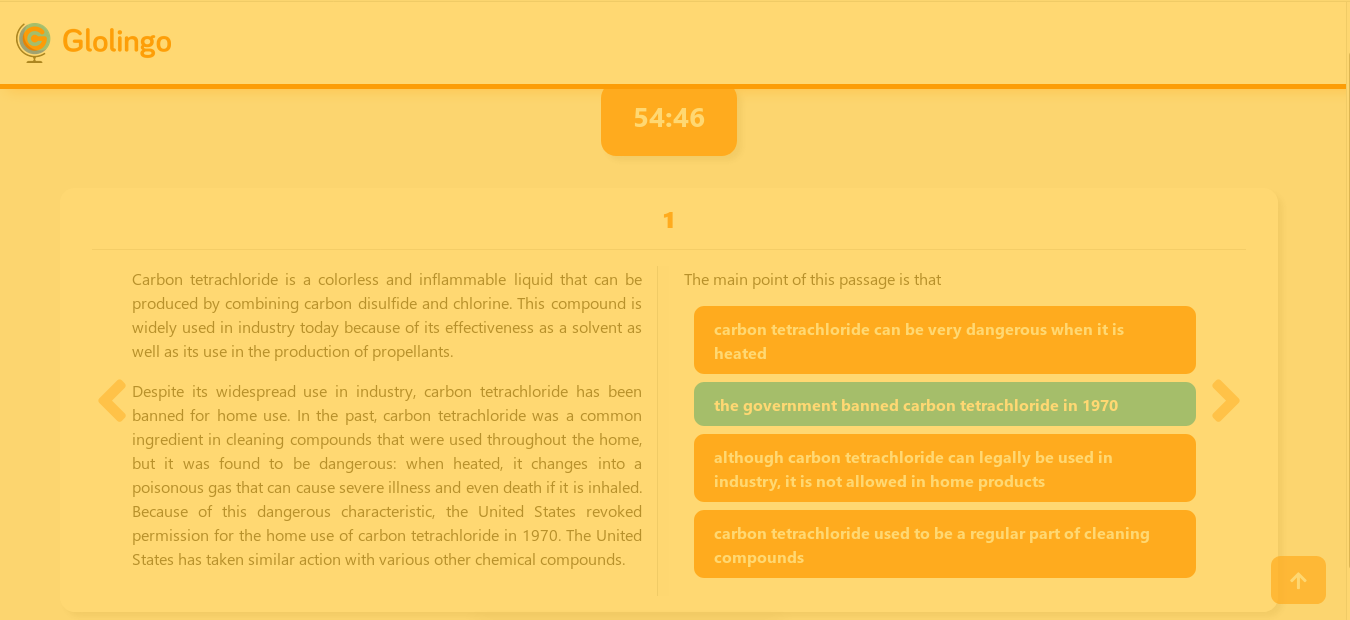 Glolingo
54:46
1
Carbon tetrachloride is a colorless and inflammable liquid that can be
produced by combining carbon disulfide and chlorine. This compound is
widely used in industry today because of its effectiveness as a solvent as
well as its use in the production of propellants.
Despite its widespread use in industry, carbon tetrachloride has been
banned for home use. In the past, carbon tetrachloride was a common
ingredient in cleaning compounds that were used throughout the home,
but it was found to be dangerous: when heated, it changes into a
poisonous gas that can cause severe illness and even death if it is inhaled.
Because of this dangerous characteristic, the United States revoked
permission for the home use of carbon tetrachloride in 1970. The United
States has taken similar action with various other chemical compounds.
The main point of this passage is that
carbon tetrachloride can be very dangerous when it is
heated
the government banned carbon tetrachloride in 1970
although carbon tetrachloride can legally be used in
industry, it is not allowed in home products
carbon tetrachloride used to be a regular part of cleaning
compounds